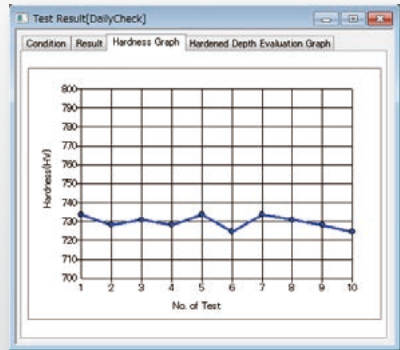 Test Result[DailyCheck]
Condition Result Hardness Graph Hardened Depth Evaluation Graph
Hardness(HV)
800
790
780
770
760
750
740
730
720
710
700
1 2 3 4 5 6 7 8 9 10
No. of Test